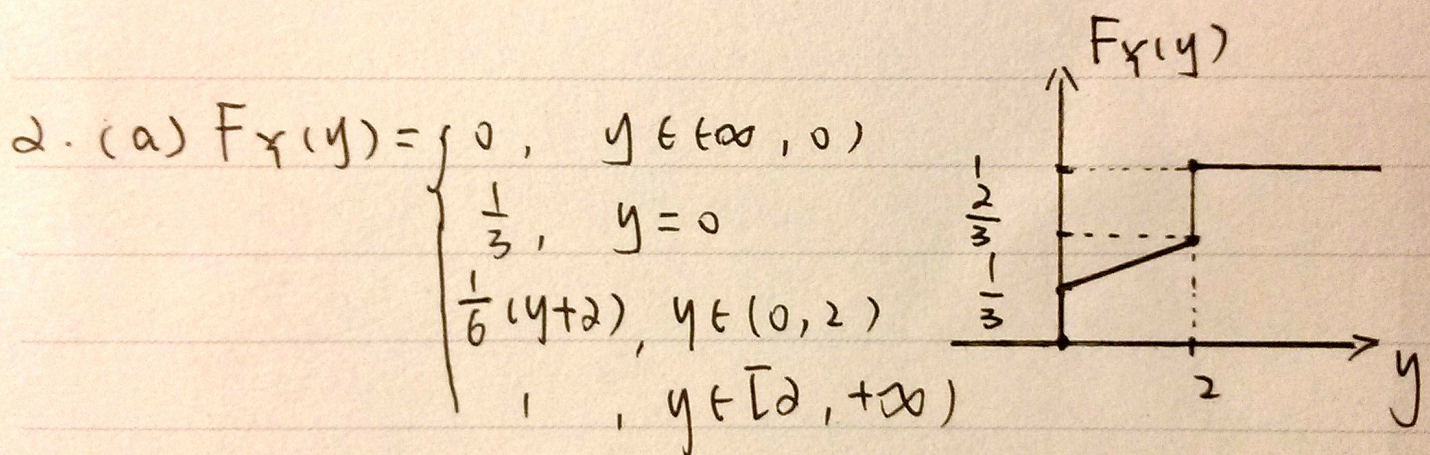 2. (a) F_Y(y) = { 0, y ∈ (-∞, 0)
1/3, y = 0
1/6 (y+2), y ∈ (0, 2)
1, y ∈ [2, +∞)
F_Y(y)
1
2/3
1/3
2
y